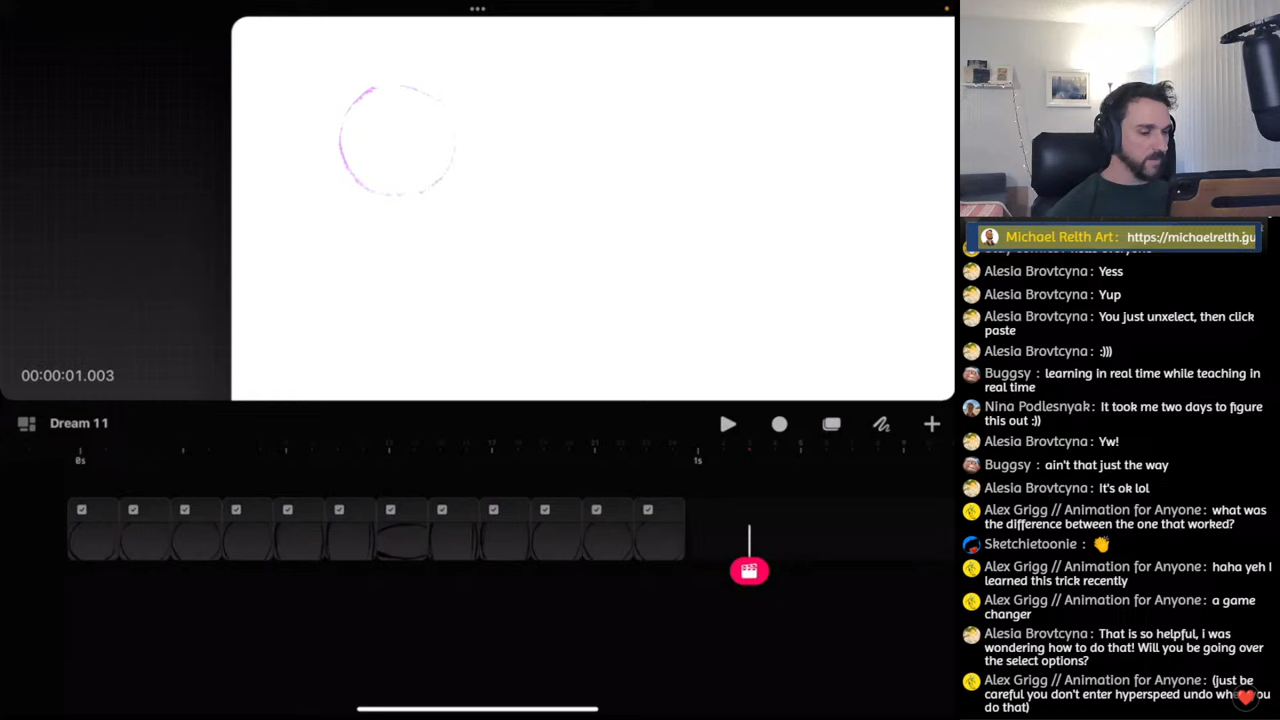 Michael Relth Art: https://michaelrelth.gu
Alesia Brovtcyna: Yess
Alesia Brovtcyna: Yup
Alesia Brovtcyna: You just unxelect, then click
paste
Alesia Brovtcyna: :)))
Buggsy : learning in real time while teaching in
real time
Nina Podlesnyak: It took me two days to figure
this out :))
Alesia Brovtcyna: Yw!
Buggsy : ain't that just the way
Alesia Brovtcyna: It's ok lol
Alex Grigg // Animation for Anyone: what was
the difference between the one that worked?
Sketchietoonie : 👏
Alex Grigg // Animation for Anyone: haha yeh I
learned this trick recently
Alex Grigg // Animation for Anyone: a game
changer
Alesia Brovtcyna: That is so helpful, i was
wondering how to do that! Will you be going over
the select options?
Alex Grigg // Animation for Anyone: (just be
careful you don't enter hyperspeed undo when you
do that)
00:00:01.003
Dream 11
0s
1s